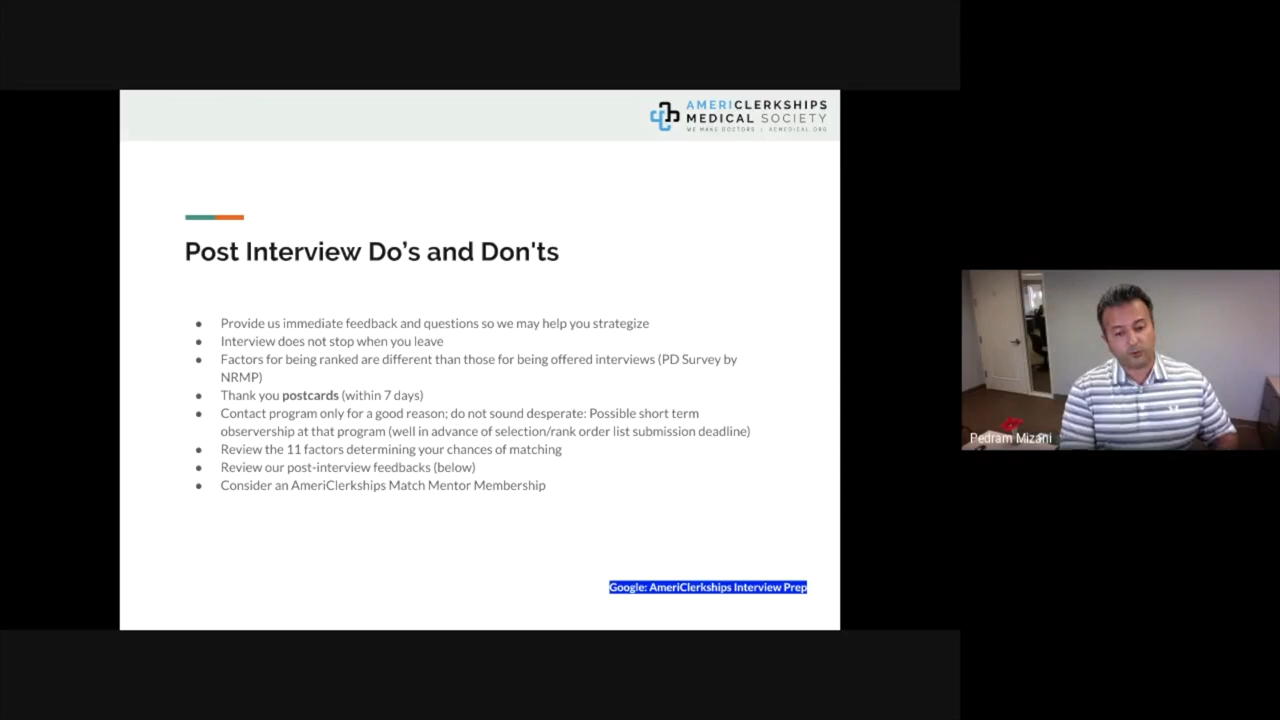 AMERICLERKSHIPS
MEDICAL SOCIETY
WE MAKE DOCTORS | ACMEDICAL.ORG
Post Interview Do’s and Don'ts
● Provide us immediate feedback and questions so we may help you strategize
● Interview does not stop when you leave
● Factors for being ranked are different than those for being offered interviews (PD Survey by
NRMP)
● Thank you postcards (within 7 days)
● Contact program only for a good reason; do not sound desperate: Possible short term
observership at that program (well in advance of selection/rank order list submission deadline)
● Review the 11 factors determining your chances of matching
● Review our post-interview feedbacks (below)
● Consider an AmeriClerkships Match Mentor Membership
Google: AmeriClerkships Interview Prep
Pedram Mizani